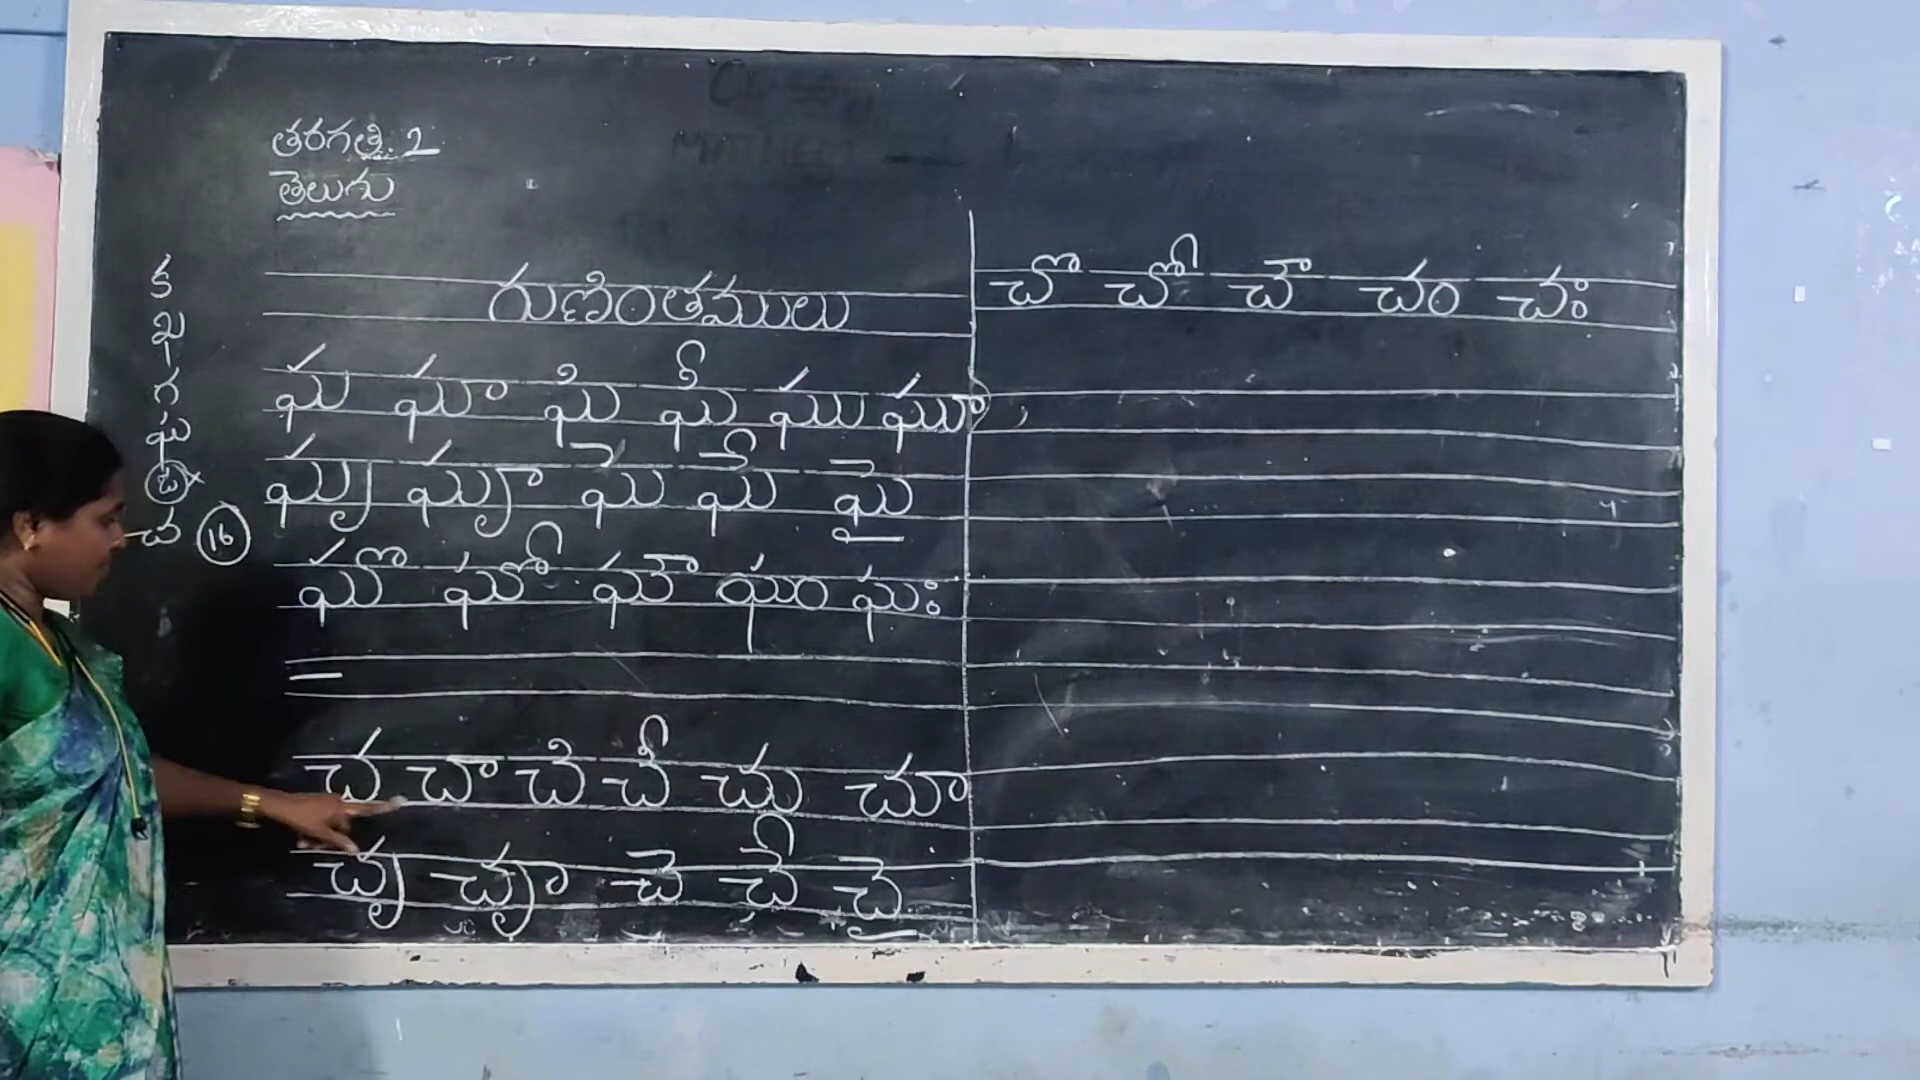 తరగతి: 2
తెలుగు
క
ఖ
గ
ఘ
ఙ
చ 16
గుణింతములు
ఘ ఘా ఘి ఘీ ఘు ఘూ
ఘృ ఘౄ ఘె ఘే ఘై
ఘొ ఘో ఘౌ ఘం ఘః
చ చా చి చీ చు చూ
చృ చౄ చె చే చై
చొ చో చౌ చం చః